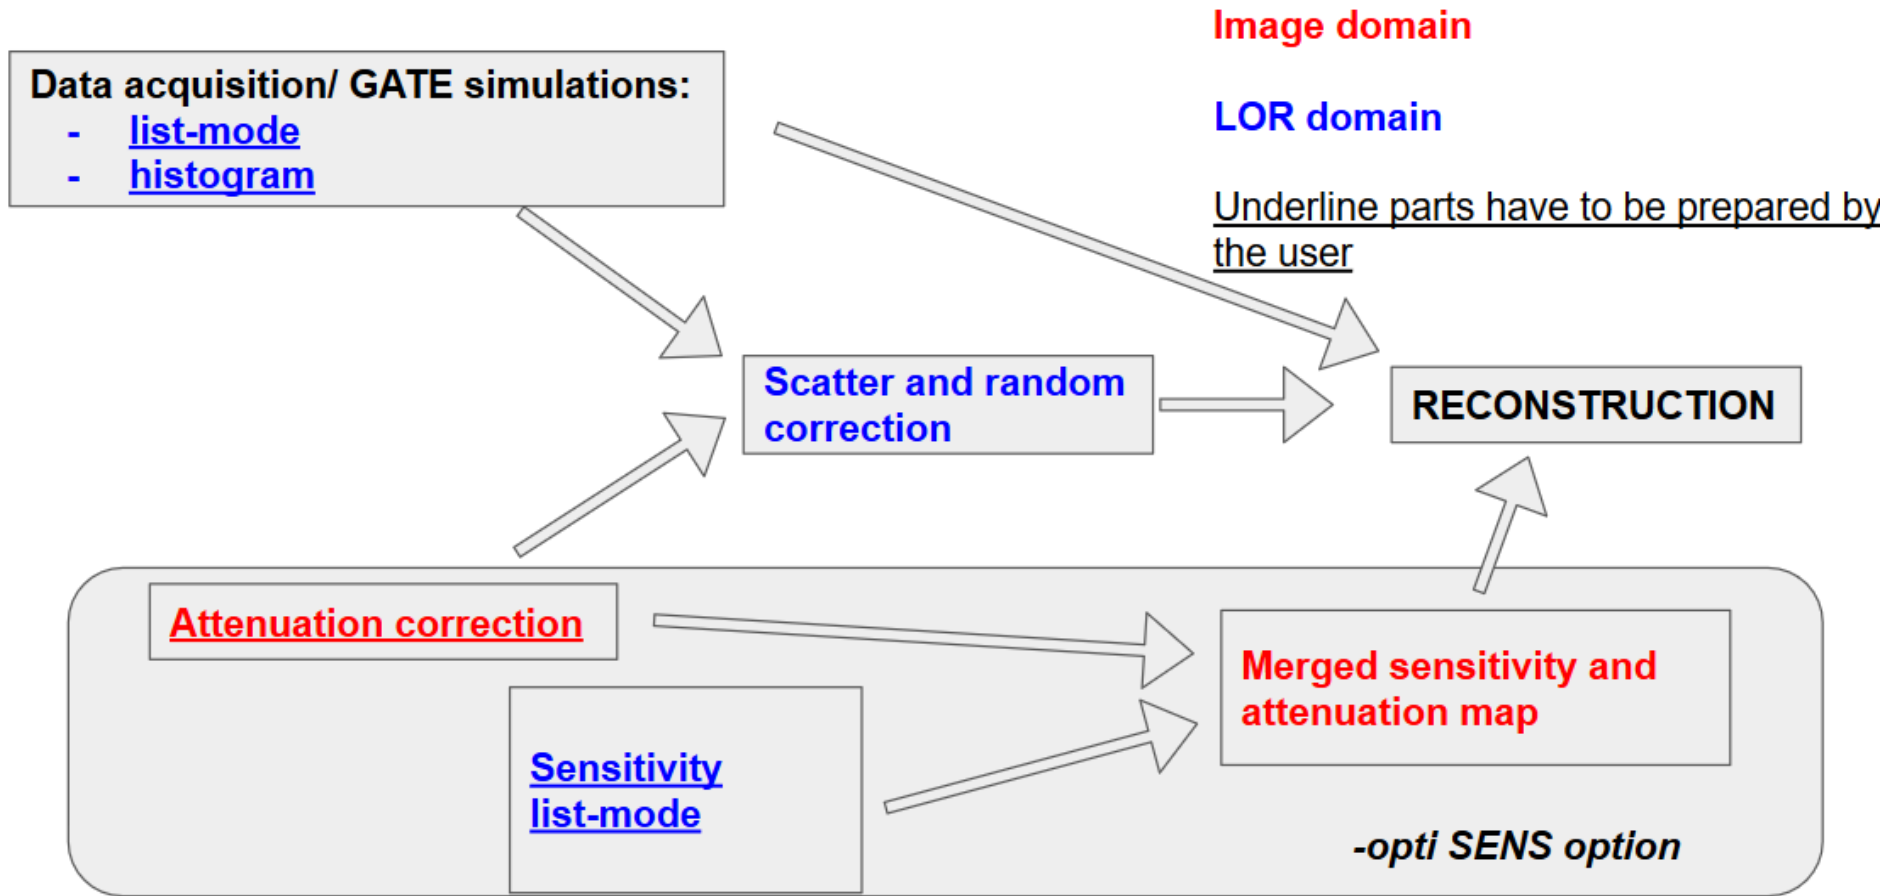 Image domain
LOR domain
Underline parts have to be prepared by
the user
Data acquisition/ GATE simulations:
- list-mode
- histogram
Scatter and random
correction
RECONSTRUCTION
Attenuation correction
Merged sensitivity and
attenuation map
Sensitivity
list-mode
-opti SENS option